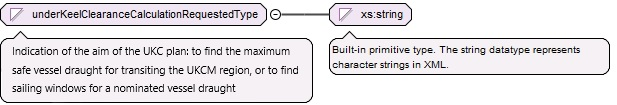 underKeelClearanceCalculationRequestedType
xs:string
Indication of the aim of the UKC plan: to find the maximum
safe vessel draught for transiting the UKCM region, or to find
sailing windows for a nominated vessel draught
Built-in primitive type. The string datatype represents
character strings in XML.